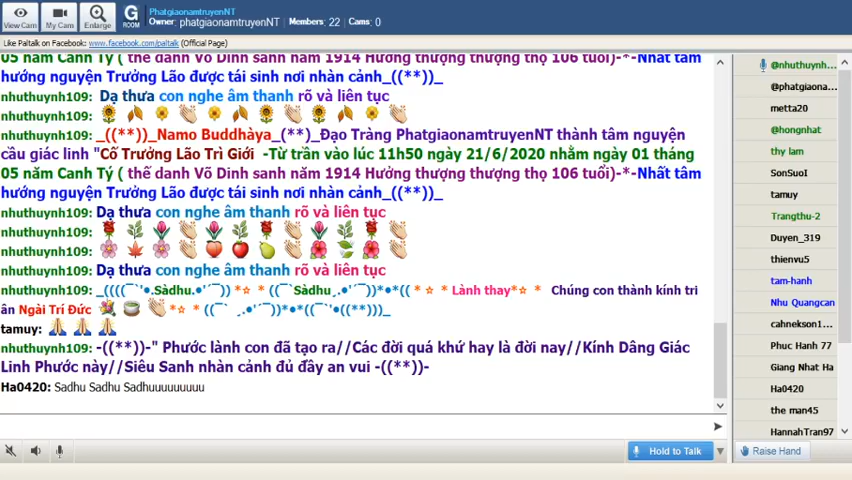 PhatgiaonamtruyenNT
Owner: phatgiaonamtruyenNT Members: 22 Cams: 0
View Cam My Cam Enlarge G ROOM
Like Paltalk on Facebook: www.facebook.com/paltalk (Official Page)
05 năm Canh Tý ( thế danh Võ Dinh sanh năm 1914 Hưởng thượng thượng thọ 106 tuổi)-*-Nhất tâm
hướng nguyện Trưởng Lão được tái sinh nơi nhàn cảnh_((**))_
nhuthuynh109: Dạ thưa con nghe âm thanh rõ và liên tục
nhuthuynh109:
nhuthuynh109: _((**))_Namo Buddhàya_(**)_Đạo Tràng PhatgiaonamtruyenNT thành tâm nguyện
cầu giác linh "Cố Trưởng Lão Trì Giới -Từ trần vào lúc 11h50 ngày 21/6/2020 nhằm ngày 01 tháng
05 năm Canh Tý ( thế danh Võ Dinh sanh năm 1914 Hưởng thượng thượng thọ 106 tuổi)-*-Nhất tâm
hướng nguyện Trưởng Lão được tái sinh nơi nhàn cảnh_((**))_
nhuthuynh109: Dạ thưa con nghe âm thanh rõ và liên tục
nhuthuynh109:
nhuthuynh109:
nhuthuynh109: Dạ thưa con nghe âm thanh rõ và liên tục
nhuthuynh109: _((((¯`'•.Sàdhu.•'´¯)) *☆ * ((¯`Sàdhu¸.•'´¯))*•*(( * ☆ * Lành thay*☆ * Chúng con thành kính tri
ân Ngài Trí Đức *☆ * ((¯` ¸.•'´¯))*•*((¯`'((**)))_
tamuy:
nhuthuynh109: -((**))-" Phước lành con đã tạo ra//Các đời quá khứ hay là đời nay//Kính Dâng Giác
Linh Phước này//Siêu Sanh nhàn cảnh đủ đầy an vui -((**))-
Ha0420: Sadhu Sadhu Sadhuuuuuuuuu
@nhuthuynh...
@phatgiaona...
metta20
@hongnhat
thy lam
SonSuoI
tamuy
Trangthu-2
Duyen_319
thienvu5
tam-hanh
Nhu Quangcan
cahnekson1...
Phuc Hanh 77
Giang Nhat Ha
Ha0420
the man45
HannahTran97
Hold to Talk
Raise Hand